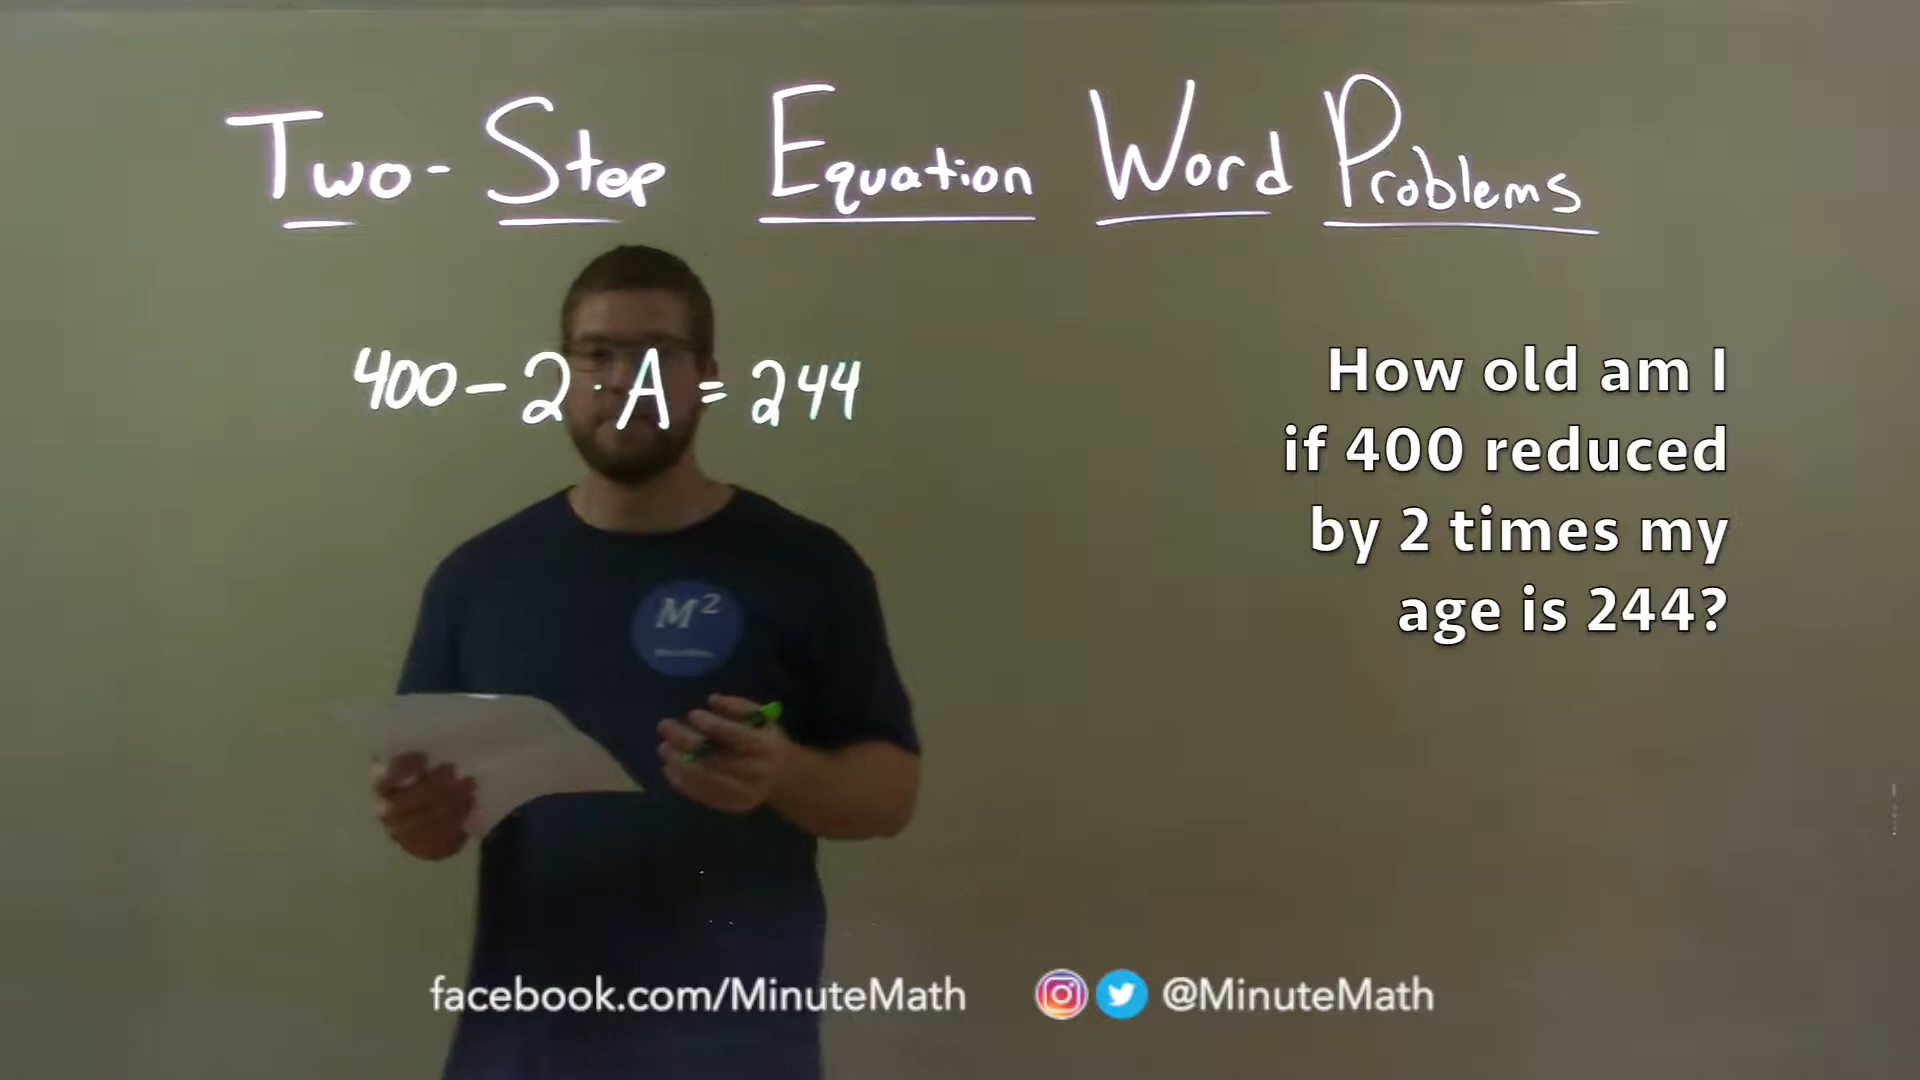 Two-Step Equation Word Problems
400 - 2 · A = 244
How old am I
if 400 reduced
by 2 times my
age is 244?
M²
facebook.com/MinuteMath @MinuteMath